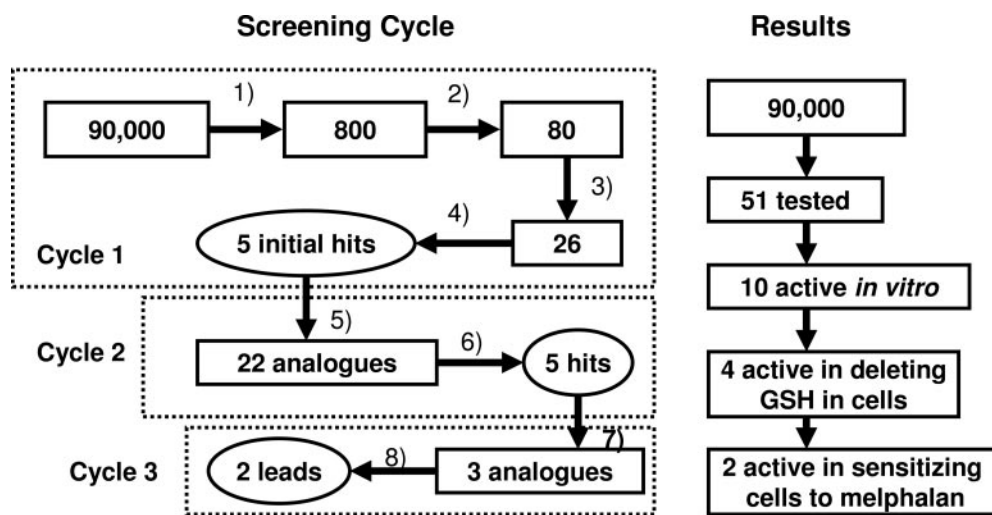 Screening Cycle
Results
1)
2)
90,000
800
80
3)
4)
5 initial hits
26
Cycle 1
5)
6)
Cycle 2
22 analogues
5 hits
7)
8)
Cycle 3
2 leads
3 analogues
90,000
51 tested
10 active in vitro
4 active in deleting
GSH in cells
2 active in sensitizing
cells to melphalan